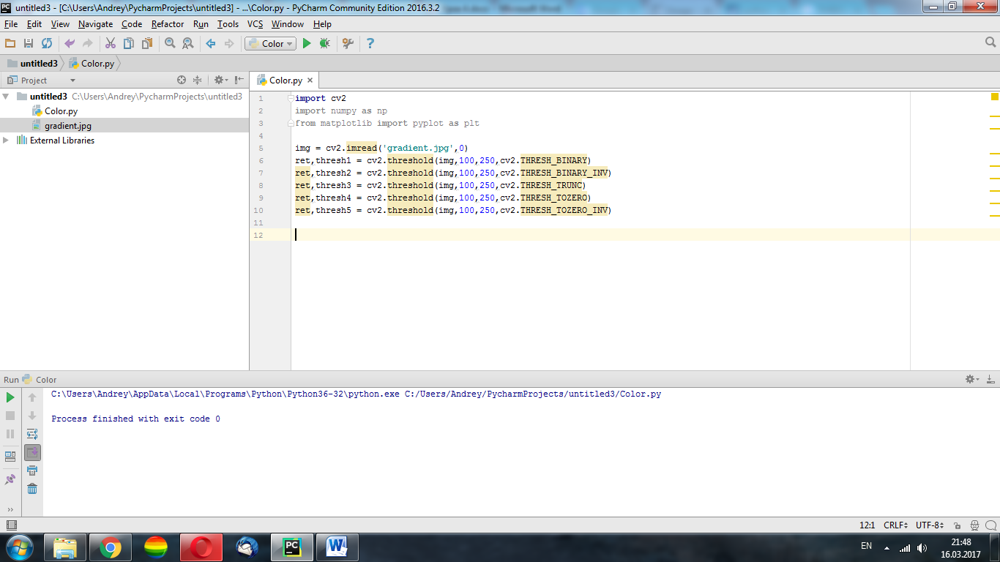 untitled3 - [C:\Users\Andrey\PycharmProjects\untitled3] - ...\Color.py - PyCharm Community Edition 2016.3.2
File Edit View Navigate Code Refactor Run Tools VCS Window Help
Color
untitled3 Color.py
Project
Color.py
untitled3 C:\Users\Andrey\PycharmProjects\untitled3
Color.py
gradient.jpg
External Libraries
1 import cv2
2 import numpy as np
3 from matplotlib import pyplot as plt
4
5 img = cv2.imread('gradient.jpg',0)
6 ret,thresh1 = cv2.threshold(img,100,250,cv2.THRESH_BINARY)
7 ret,thresh2 = cv2.threshold(img,100,250,cv2.THRESH_BINARY_INV)
8 ret,thresh3 = cv2.threshold(img,100,250,cv2.THRESH_TRUNC)
9 ret,thresh4 = cv2.threshold(img,100,250,cv2.THRESH_TOZERO)
10 ret,thresh5 = cv2.threshold(img,100,250,cv2.THRESH_TOZERO_INV)
11
12
Run Color
C:\Users\Andrey\AppData\Local\Programs\Python\Python36-32\python.exe C:/Users/Andrey/PycharmProjects/untitled3/Color.py
Process finished with exit code 0
12:1 CRLF UTF-8
EN
21:48
16.03.2017